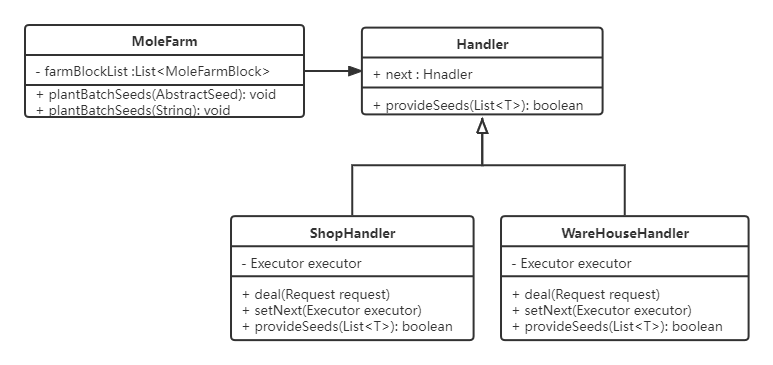 MoleFarm
- farmBlockList :List<MoleFarmBlock>
+ plantBatchSeeds(AbstractSeed): void
+ plantBatchSeeds(String): void
Handler
+ next : Hnadler
+ provideSeeds(List<T>): boolean
ShopHandler
- Executor executor
+ deal(Request request)
+ setNext(Executor executor)
+ provideSeeds(List<T>): boolean
WareHouseHandler
- Executor executor
+ deal(Request request)
+ setNext(Executor executor)
+ provideSeeds(List<T>): boolean